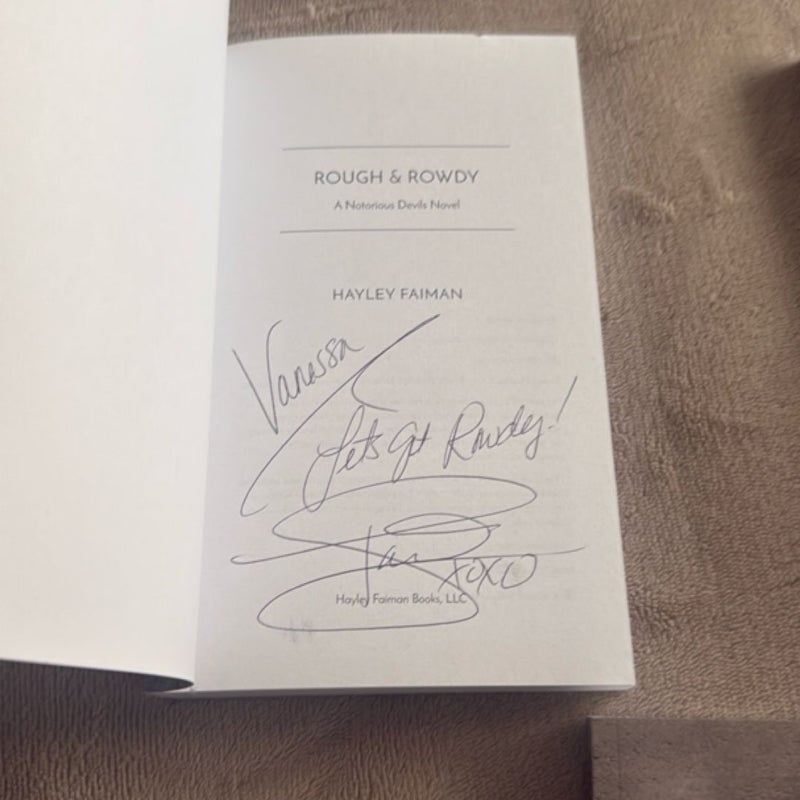 ROUGH & ROWDY
A Notorious Devils Novel
HAYLEY FAIMAN
Vanessa
Let's get Rowdy!
XOXO
Hayley Faiman Books, LLC